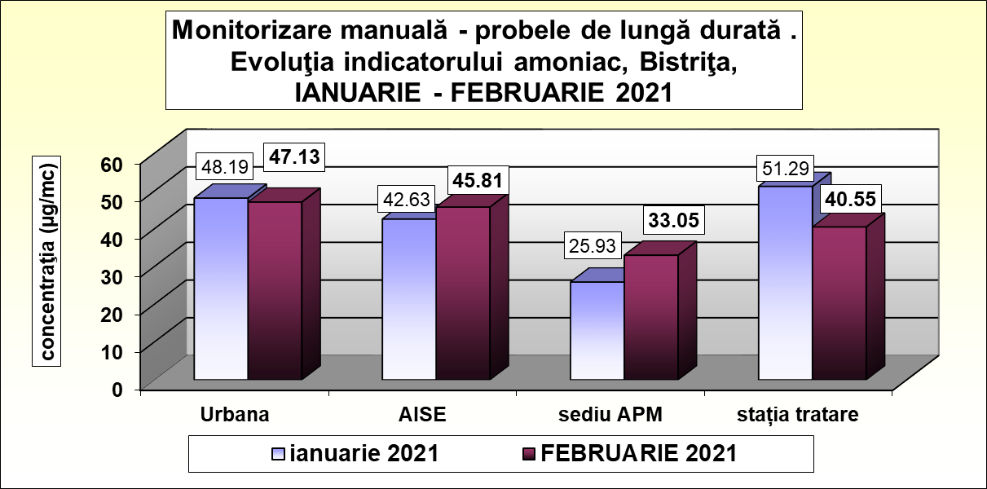 Monitorizare manuală - probele de lungă durată .
Evoluţia indicatorului amoniac, Bistriţa,
IANUARIE - FEBRUARIE 2021
concentraţia (µg/mc)
60
50
40
30
20
10
0
48.19
47.13
42.63
45.81
25.93
33.05
51.29
40.55
Urbana
AISE
sediu APM
stația tratare
ianuarie 2021
FEBRUARIE 2021